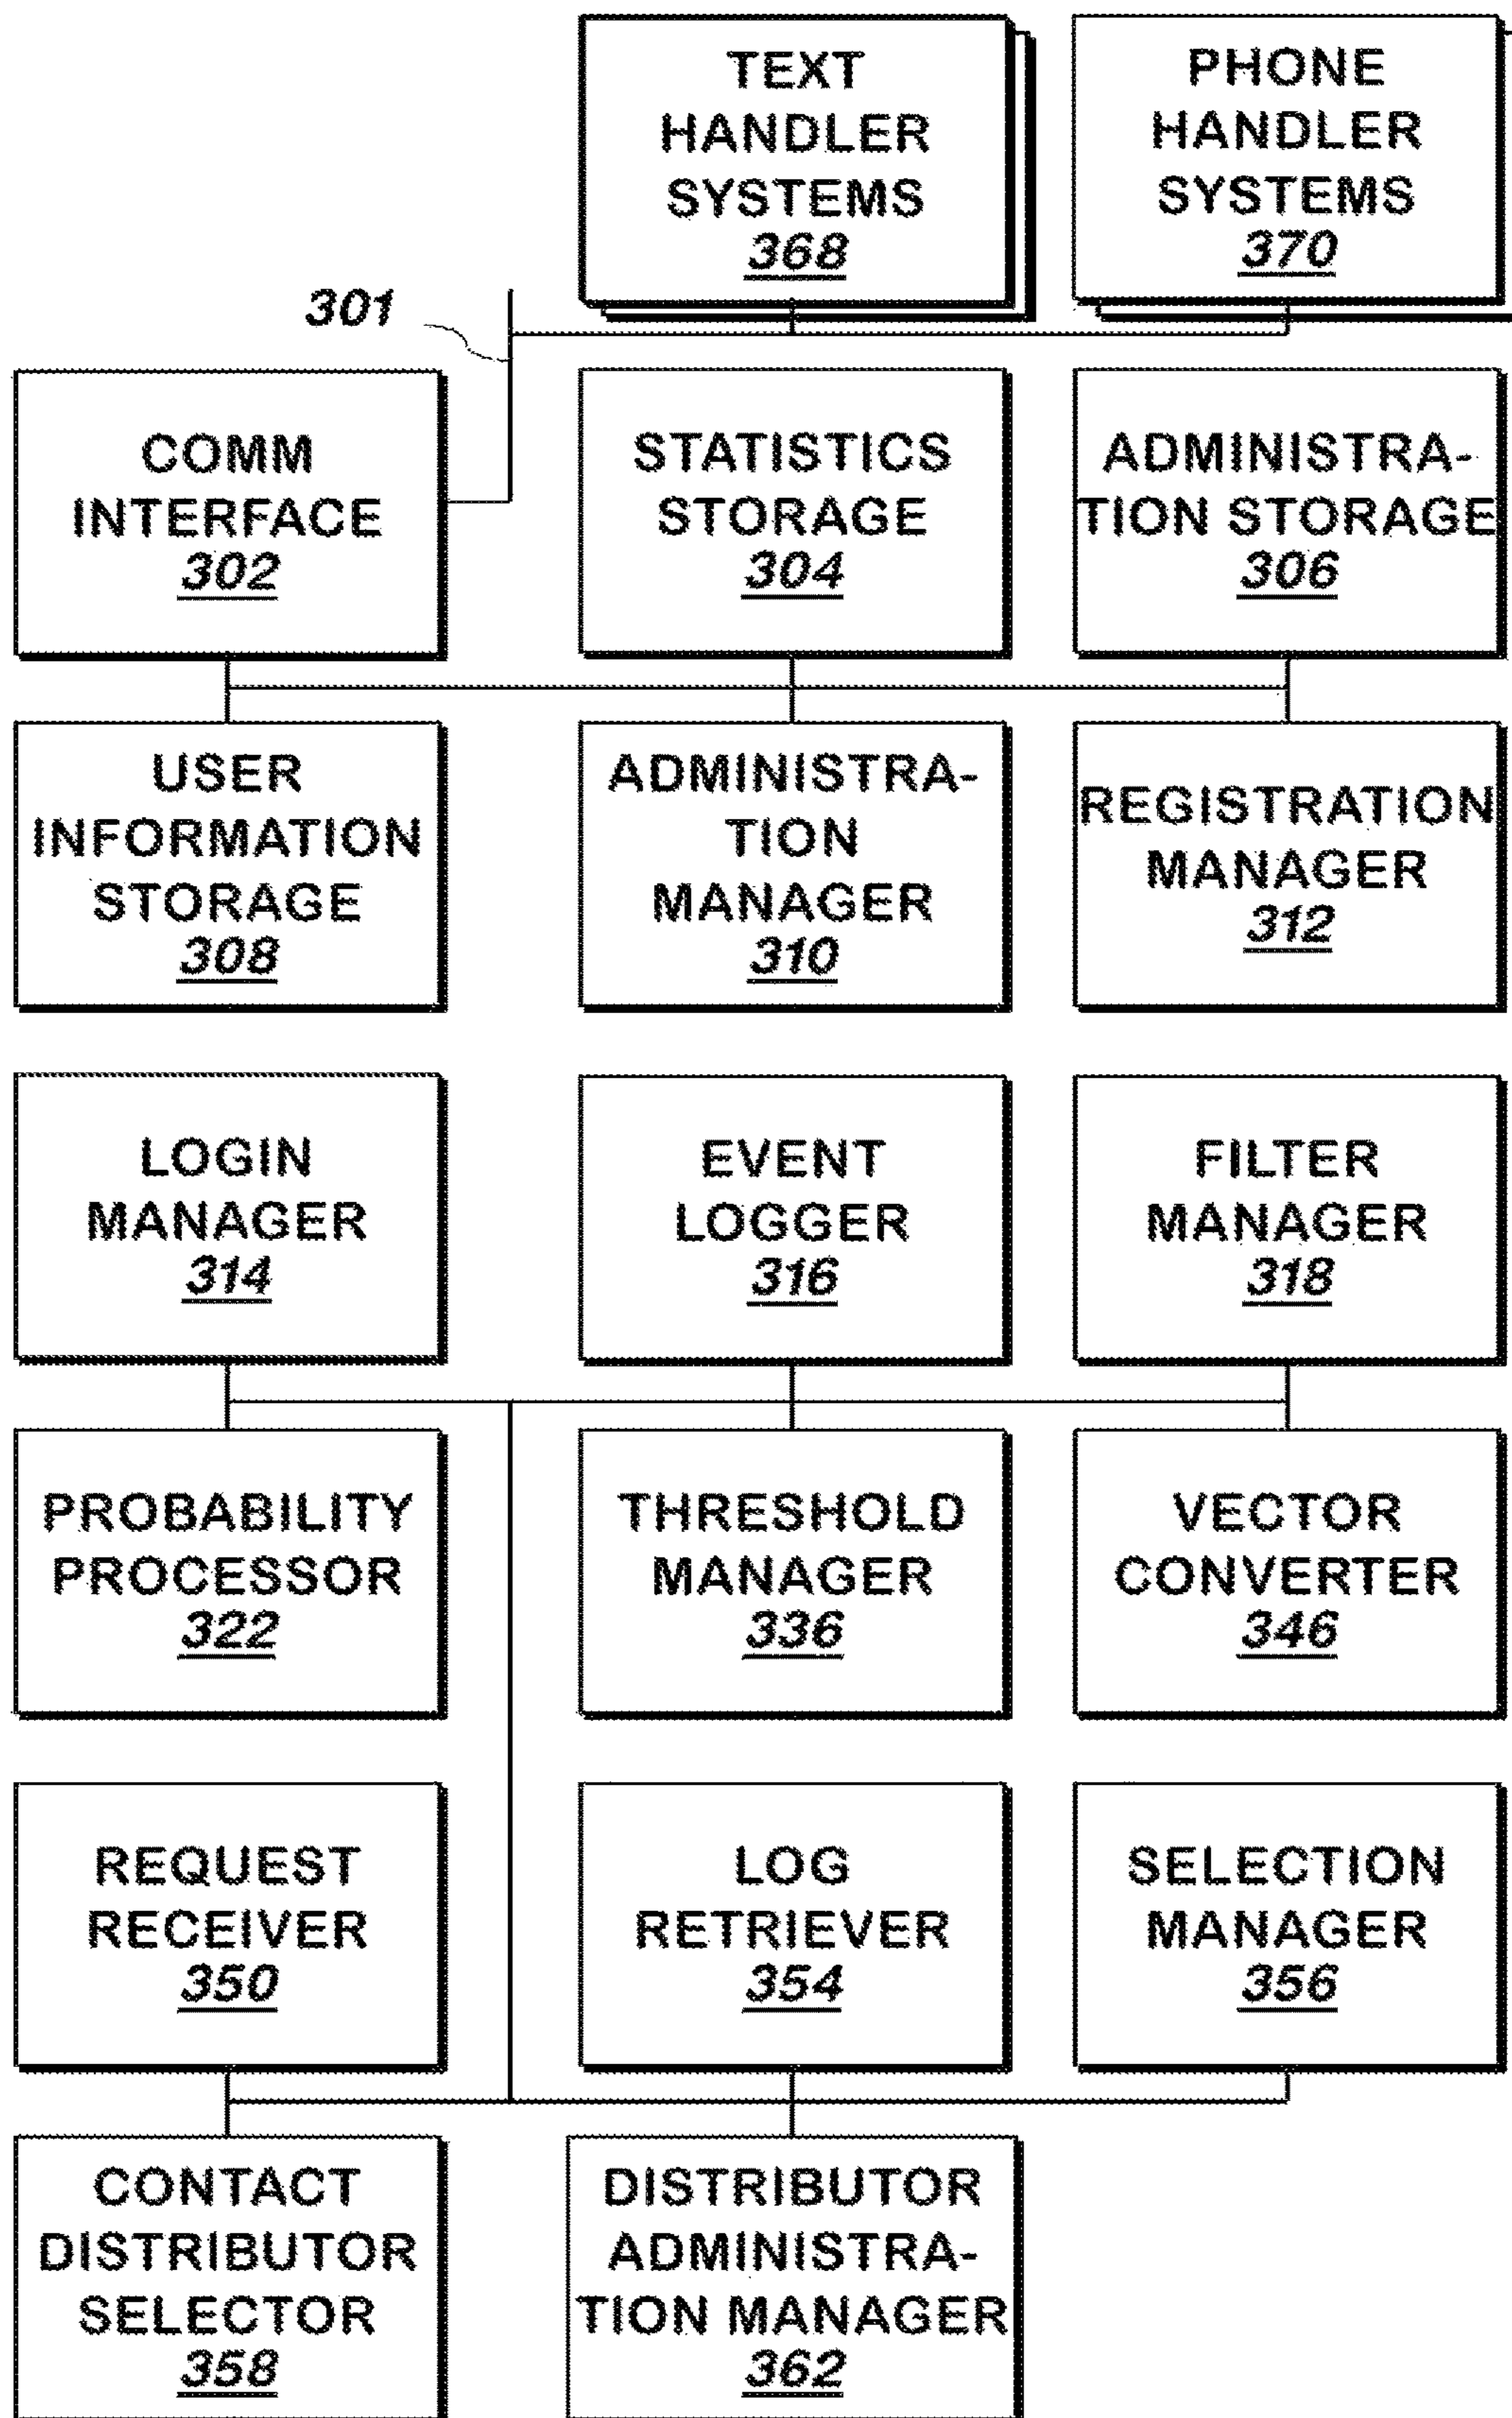 TEXT
HANDLER
SYSTEMS
368
PHONE
HANDLER
SYSTEMS
370
301
COMM
INTERFACE
302
STATISTICS
STORAGE
304
ADMINISTRA-
TION STORAGE
306
USER
INFORMATION
STORAGE
308
ADMINISTRA-
TION
MANAGER
310
REGISTRATION
MANAGER
312
LOGIN
MANAGER
314
EVENT
LOGGER
316
FILTER
MANAGER
318
PROBABILITY
PROCESSOR
322
THRESHOLD
MANAGER
336
VECTOR
CONVERTER
346
REQUEST
RECEIVER
350
LOG
RETRIEVER
354
SELECTION
MANAGER
356
CONTACT
DISTRIBUTOR
SELECTOR
358
DISTRIBUTOR
ADMINISTRA-
TION MANAGER
362